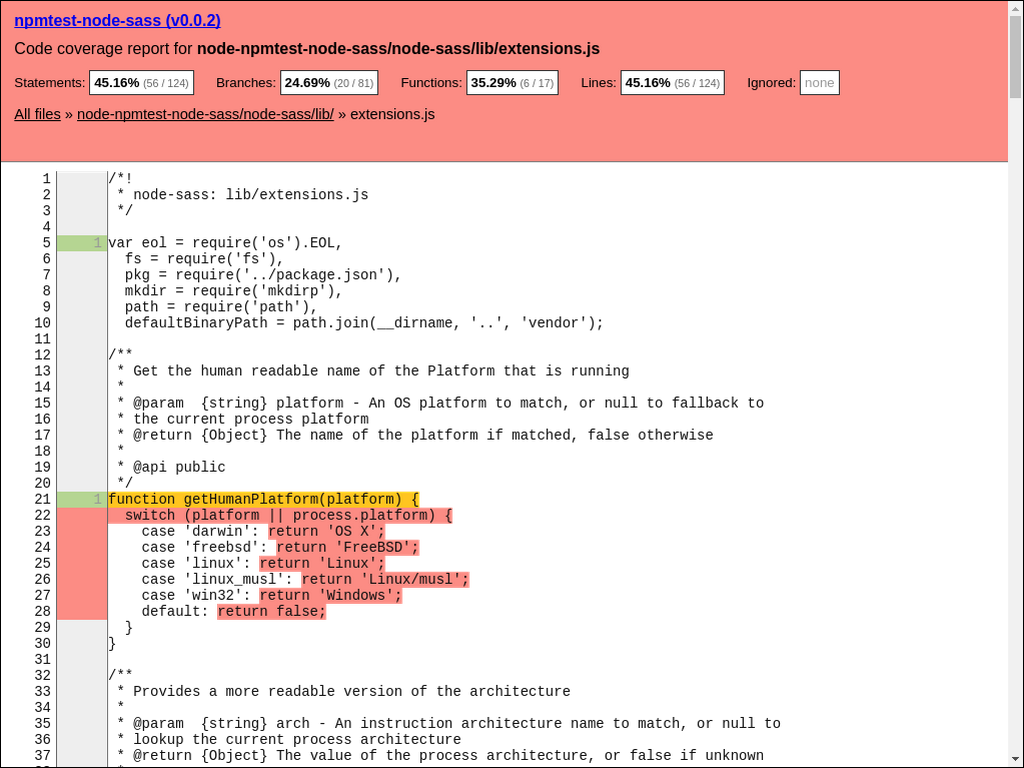 npmtest-node-sass (v0.0.2)
Code coverage report for node-npmtest-node-sass/node-sass/lib/extensions.js
Statements: 45.16% (56 / 124) Branches: 24.69% (20 / 81) Functions: 35.29% (6 / 17) Lines: 45.16% (56 / 124) Ignored: none
All files » node-npmtest-node-sass/node-sass/lib/ » extensions.js
1 /*!
2  * node-sass: lib/extensions.js
3  */
4
5 1 var eol = require('os').EOL,
6   fs = require('fs'),
7   pkg = require('../package.json'),
8   mkdir = require('mkdirp'),
9   path = require('path'),
10   defaultBinaryPath = path.join(__dirname, '..', 'vendor');
11
12 /**
13  * Get the human readable name of the Platform that is running
14  *
15  * @param  {string} platform - An OS platform to match, or null to fallback to
16  * the current process platform
17  * @return {Object} The name of the platform if matched, false otherwise
18  *
19  * @api public
20  */
21 1 function getHumanPlatform(platform) {
22   switch (platform || process.platform) {
23     case 'darwin': return 'OS X';
24     case 'freebsd': return 'FreeBSD';
25     case 'linux': return 'Linux';
26     case 'linux_musl': return 'Linux/musl';
27     case 'win32': return 'Windows';
28     default: return false;
29   }
30 }
31
32 /**
33  * Provides a more readable version of the architecture
34  *
35  * @param  {string} arch - An instruction architecture name to match, or null to
36  * lookup the current process architecture
37  * @return {Object} The value of the process architecture, or false if unknown